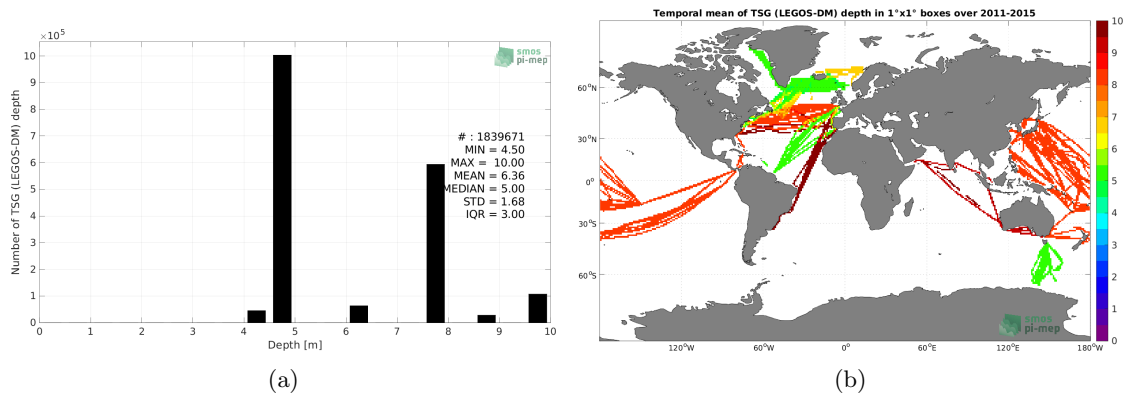 ×10⁵
smos
pi-mep
Number of TSG (LEGOS-DM) depth
10
9
8
7
6
5
4
3
2
1
0
# : 1839671
MIN = 4.50
MAX = 10.00
MEAN = 6.36
MEDIAN = 5.00
STD = 1.68
IQR = 3.00
0 1 2 3 4 5 6 7 8 9 10
Depth [m]
(a)
Temporal mean of TSG (LEGOS-DM) depth in 1°x1° boxes over 2011-2015
60°N
30°N
0°
30°S
60°S
120°W 60°W 0° 60°E 120°E 180°W
smos
pi-mep
10
9
8
7
6
5
4
3
2
1
0
(b)